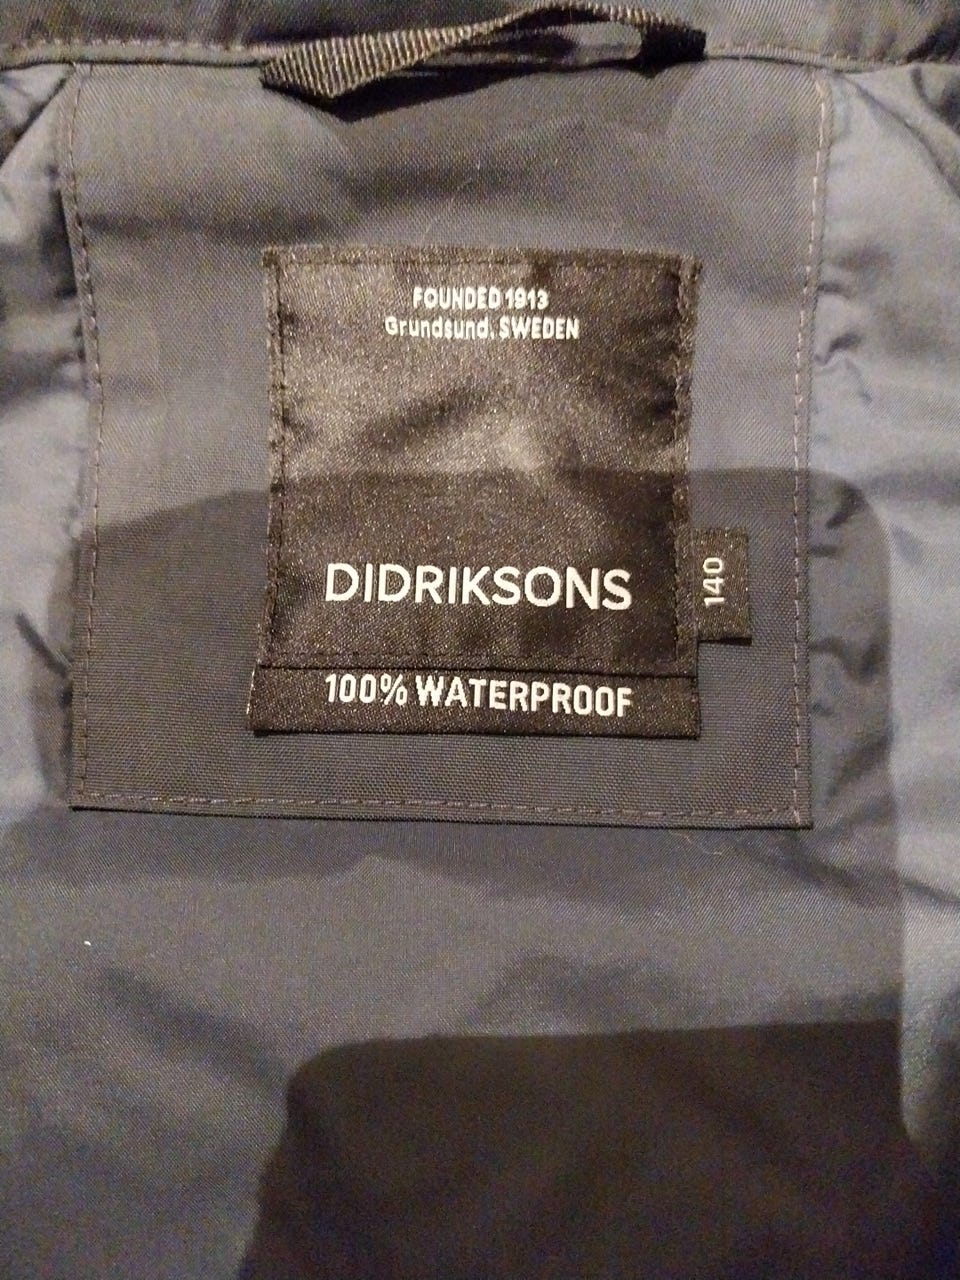 FOUNDED 1913
Grundsund, SWEDEN
DIDRIKSONS
140
100% WATERPROOF